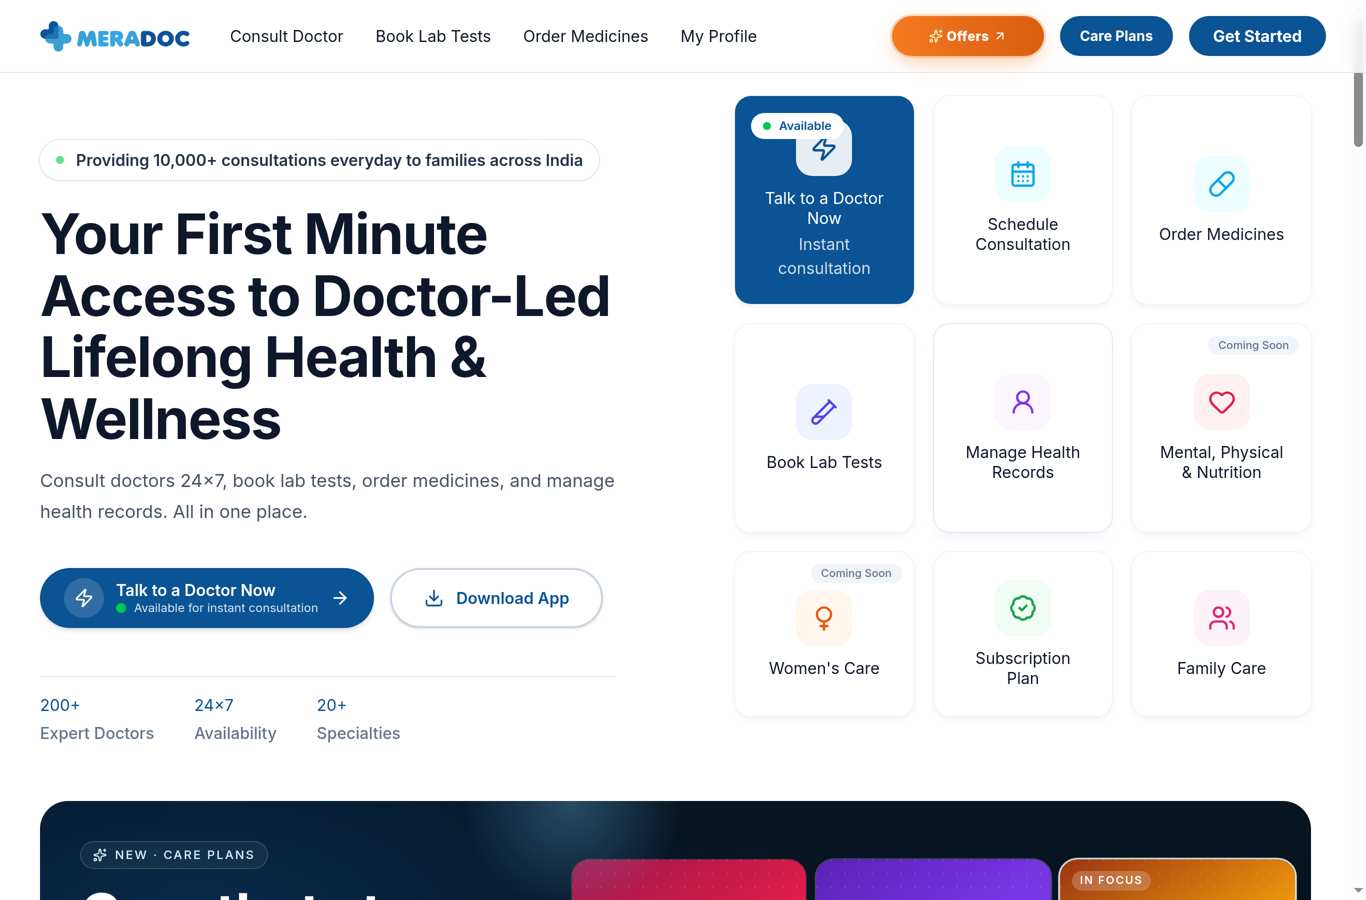 MERADOC
Consult Doctor
Book Lab Tests
Order Medicines
My Profile
Offers
Care Plans
Get Started
Providing 10,000+ consultations everyday to families across India
Your First Minute
Access to Doctor-Led
Lifelong Health &
Wellness
Consult doctors 24×7, book lab tests, order medicines, and manage
health records. All in one place.
Talk to a Doctor Now
Available for instant consultation
Download App
200+
Expert Doctors
24×7
Availability
20+
Specialties
Available
Talk to a Doctor
Now
Instant
consultation
Schedule
Consultation
Order Medicines
Book Lab Tests
Manage Health
Records
Coming Soon
Mental, Physical
& Nutrition
Coming Soon
Women's Care
Subscription
Plan
Family Care
NEW · CARE PLANS
IN FOCUS